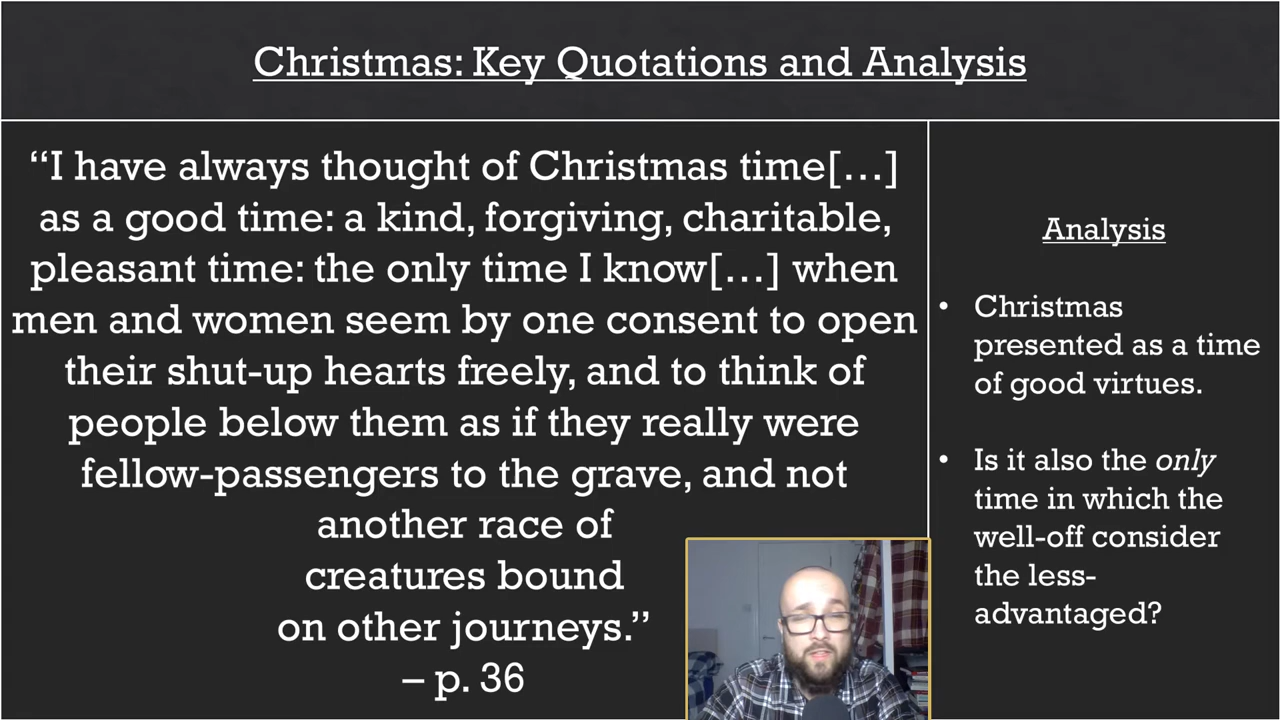 Christmas: Key Quotations and Analysis
“I have always thought of Christmas time[…]
as a good time: a kind, forgiving, charitable,
pleasant time: the only time I know[…] when
men and women seem by one consent to open
their shut-up hearts freely, and to think of
people below them as if they really were
fellow-passengers to the grave, and not
another race of
creatures bound
on other journeys.”
– p. 36
Analysis
• Christmas
presented as a time
of good virtues.
• Is it also the only
time in which the
well-off consider
the less-
advantaged?